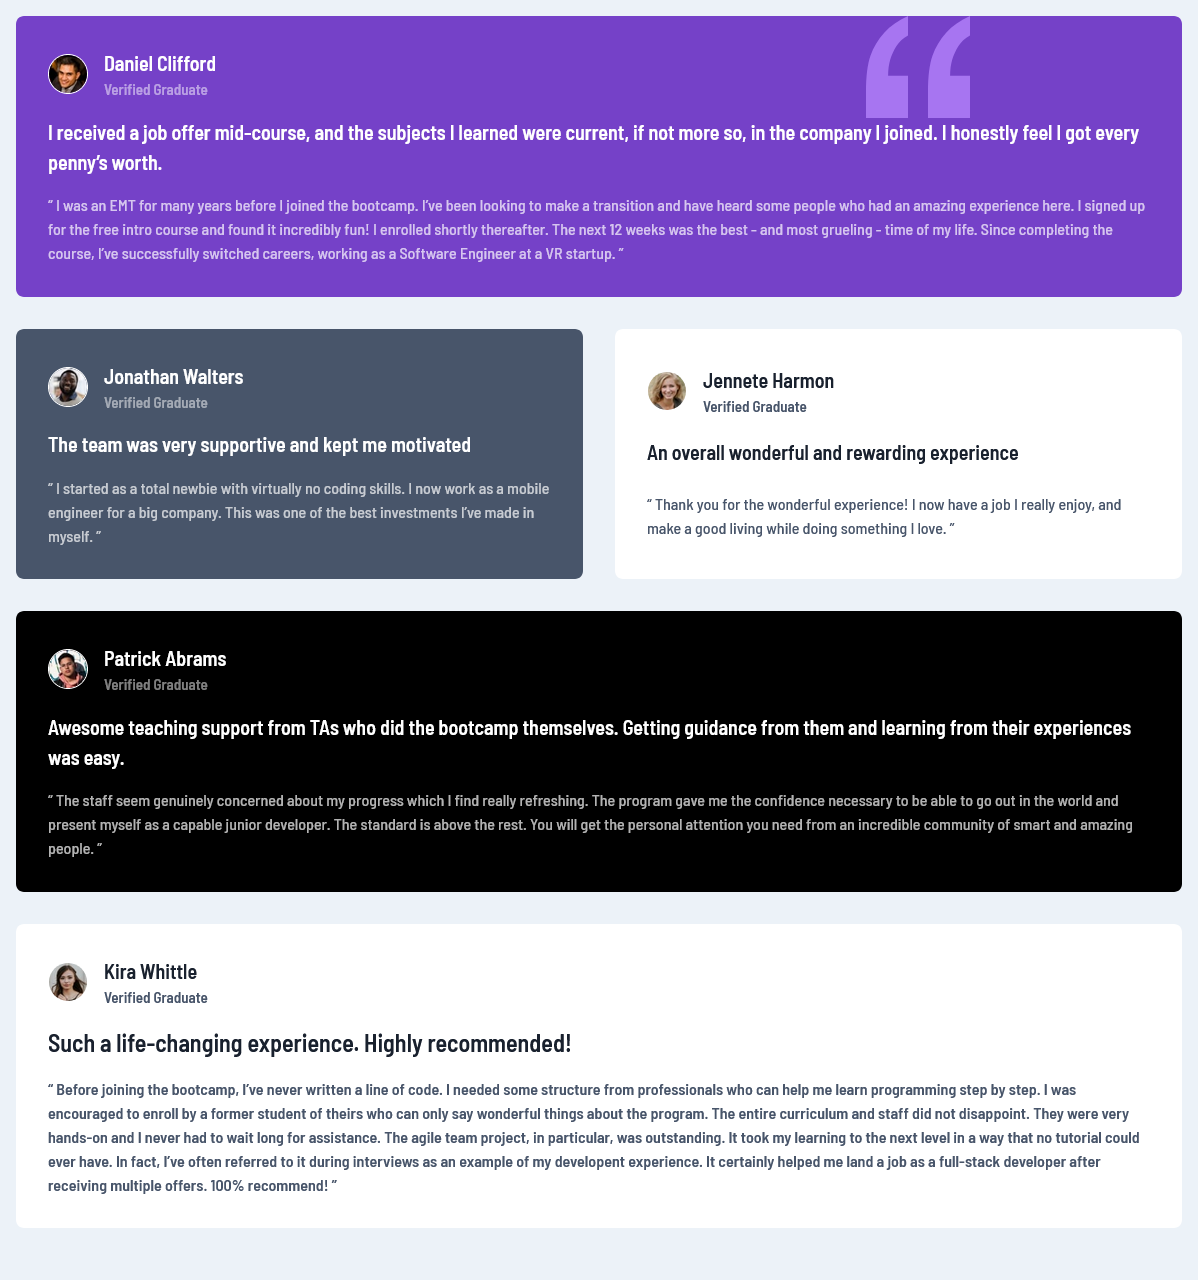 Daniel Clifford
Verified Graduate
I received a job offer mid-course, and the subjects I learned were current, if not more so, in the company I joined. I honestly feel I got every
penny’s worth.
“ I was an EMT for many years before I joined the bootcamp. I’ve been looking to make a transition and have heard some people who had an amazing experience here. I signed up
for the free intro course and found it incredibly fun! I enrolled shortly thereafter. The next 12 weeks was the best - and most grueling - time of my life. Since completing the
course, I’ve successfully switched careers, working as a Software Engineer at a VR startup. ”
Jonathan Walters
Verified Graduate
The team was very supportive and kept me motivated
“ I started as a total newbie with virtually no coding skills. I now work as a mobile
engineer for a big company. This was one of the best investments I’ve made in
myself. ”
Jennete Harmon
Verified Graduate
An overall wonderful and rewarding experience
“ Thank you for the wonderful experience! I now have a job I really enjoy, and
make a good living while doing something I love. ”
Patrick Abrams
Verified Graduate
Awesome teaching support from TAs who did the bootcamp themselves. Getting guidance from them and learning from their experiences
was easy.
“ The staff seem genuinely concerned about my progress which I find really refreshing. The program gave me the confidence necessary to be able to go out in the world and
present myself as a capable junior developer. The standard is above the rest. You will get the personal attention you need from an incredible community of smart and amazing
people. ”
Kira Whittle
Verified Graduate
Such a life-changing experience. Highly recommended!
“ Before joining the bootcamp, I’ve never written a line of code. I needed some structure from professionals who can help me learn programming step by step. I was
encouraged to enroll by a former student of theirs who can only say wonderful things about the program. The entire curriculum and staff did not disappoint. They were very
hands-on and I never had to wait long for assistance. The agile team project, in particular, was outstanding. It took my learning to the next level in a way that no tutorial could
ever have. In fact, I’ve often referred to it during interviews as an example of my developent experience. It certainly helped me land a job as a full-stack developer after
receiving multiple offers. 100% recommend! ”